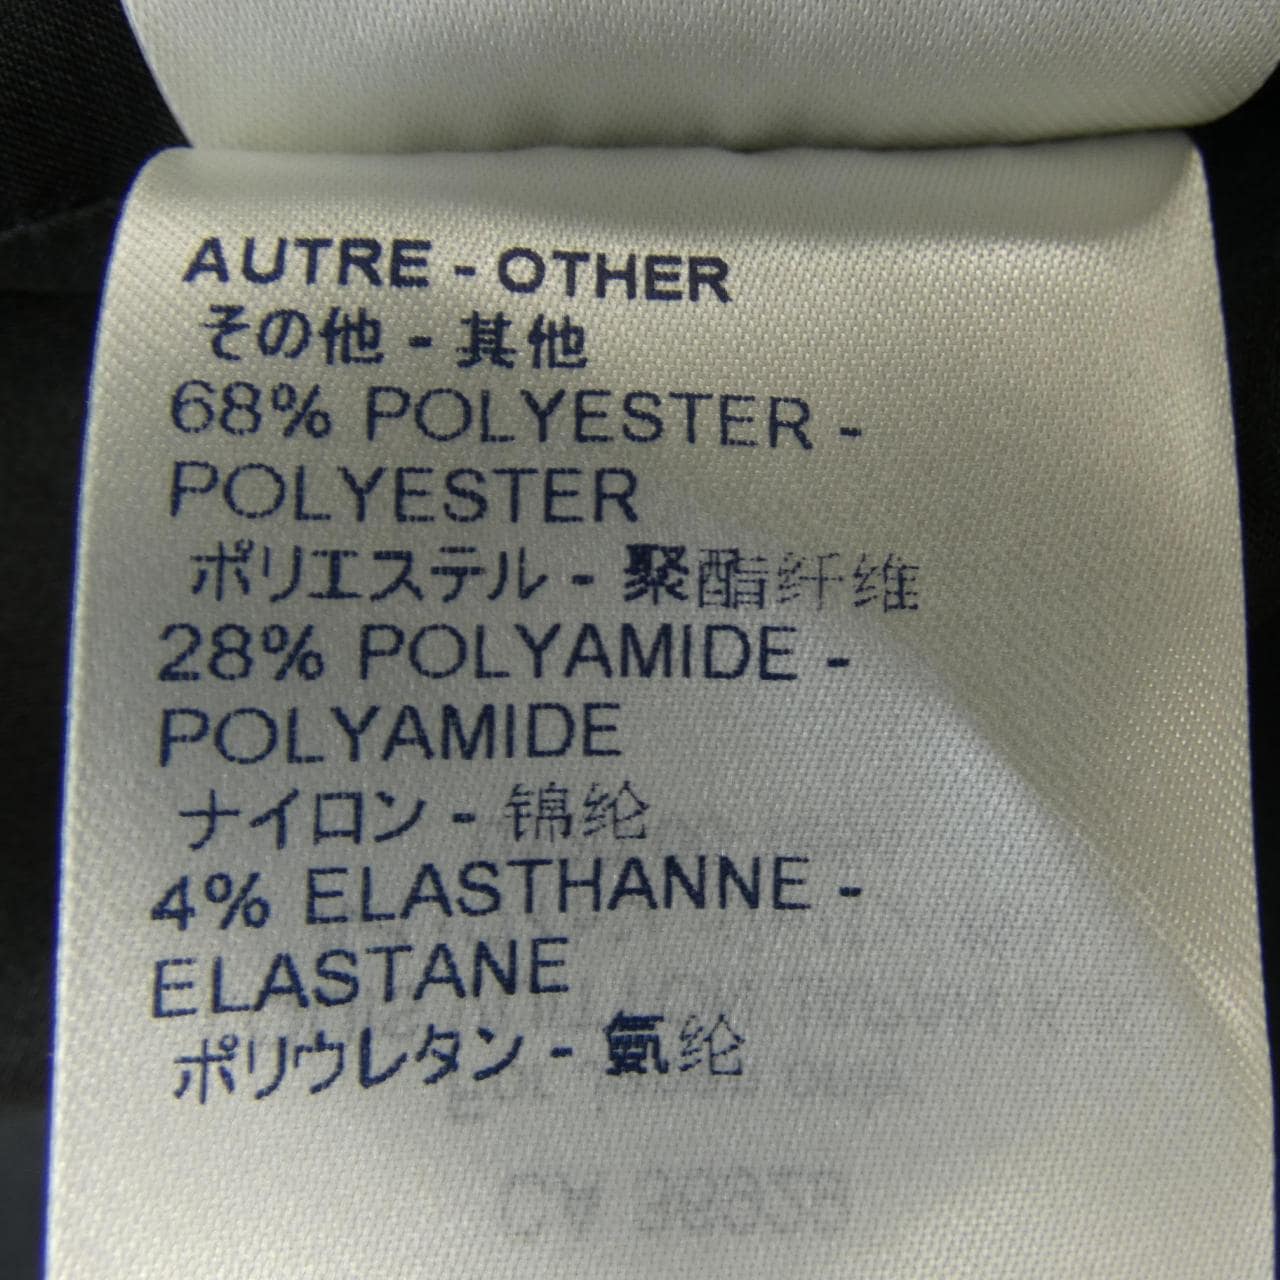 AUTRE - OTHER
その他 - 其他
68% POLYESTER -
POLYESTER
ポリエステル - 聚酯纤维
28% POLYAMIDE -
POLYAMIDE
ナイロン - 锦纶
4% ELASTHANNE -
ELASTANE
ポリウレタン - 氨纶